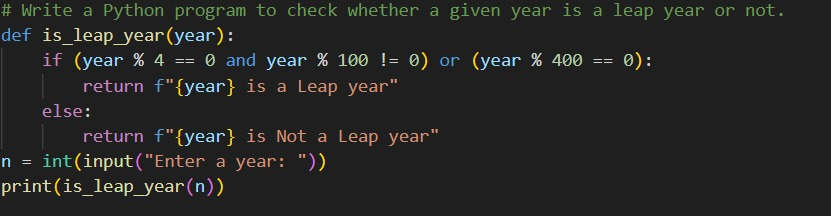 # Write a Python program to check whether a given year is a leap year or not.
def is_leap_year(year):
    if (year % 4 == 0 and year % 100 != 0) or (year % 400 == 0):
        return f"{year} is a Leap year"
    else:
        return f"{year} is Not a Leap year"
n = int(input("Enter a year: "))
print(is_leap_year(n))